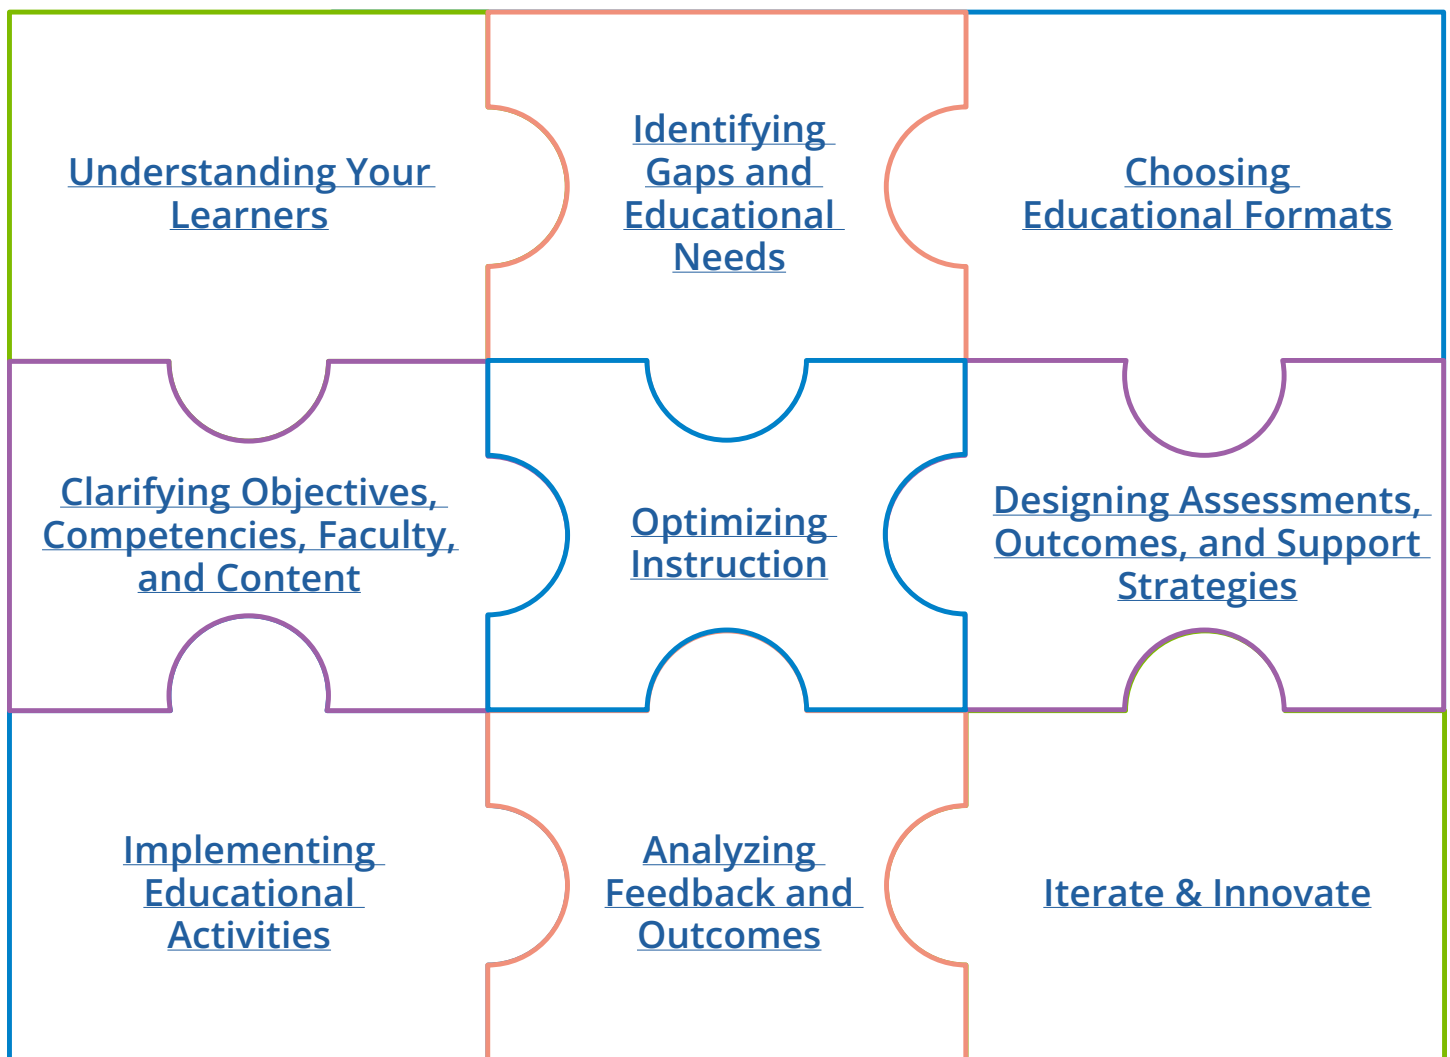 Understanding Your
Learners
Identifying
Gaps and
Educational
Needs
Choosing
Educational Formats
Clarifying Objectives,
Competencies, Faculty,
and Content
Optimizing
Instruction
Designing Assessments,
Outcomes, and Support
Strategies
Implementing
Educational
Activities
Analyzing
Feedback and
Outcomes
Iterate & Innovate